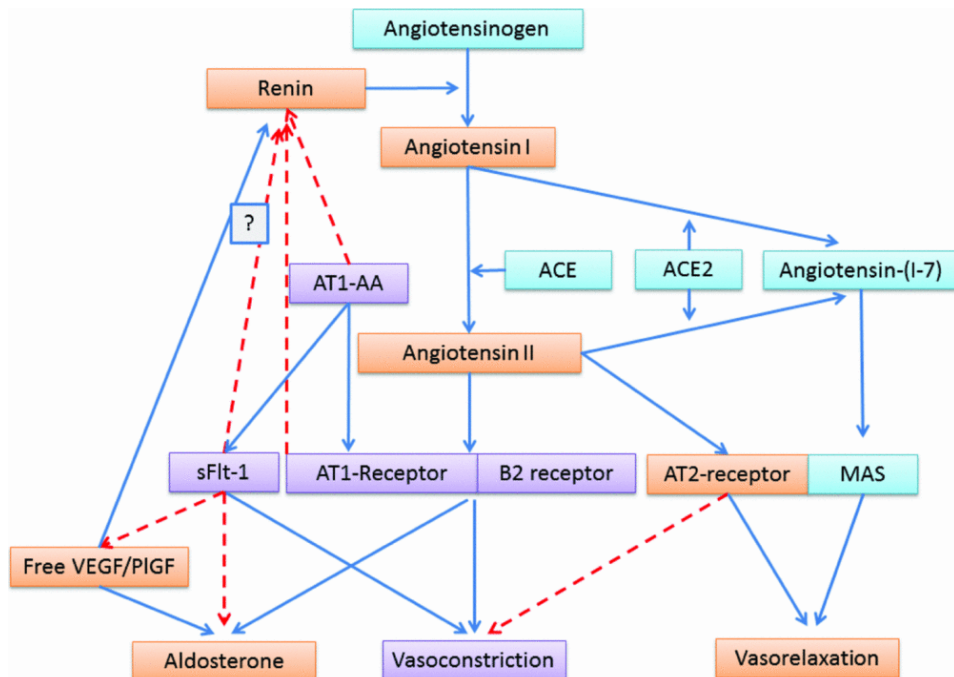 Angiotensinogen
Renin
Angiotensin I
?
AT1-AA
ACE
ACE2
Angiotensin-(I-7)
Angiotensin II
sFlt-1
AT1-Receptor
B2 receptor
AT2-receptor
MAS
Free VEGF/PlGF
Aldosterone
Vasoconstriction
Vasorelaxation